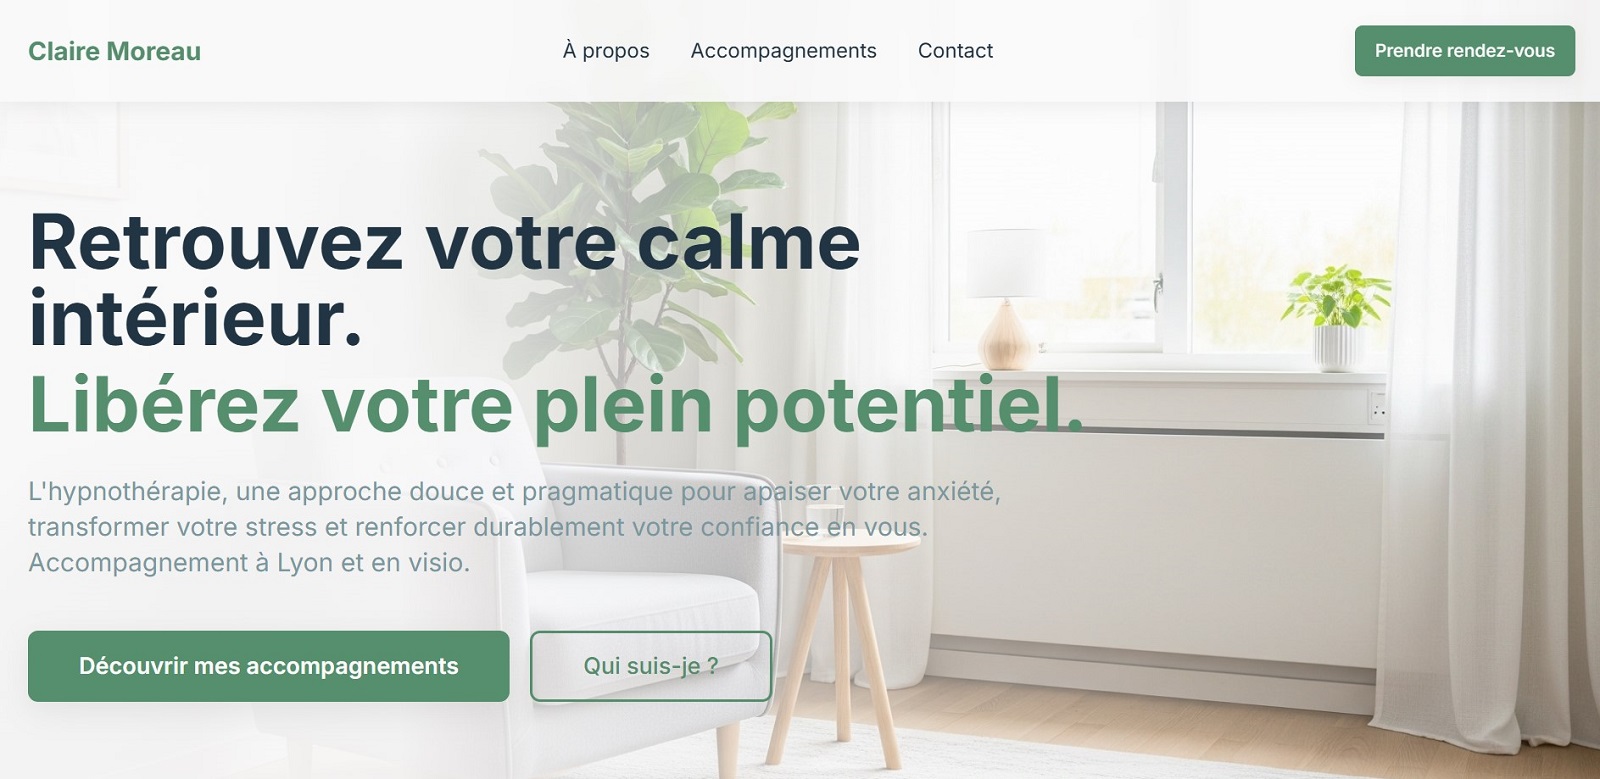 Claire Moreau
À propos
Accompagnements
Contact
Prendre rendez-vous
Retrouvez votre calme
intérieur.
Libérez votre plein potentiel.
L'hypnothérapie, une approche douce et pragmatique pour apaiser votre anxiété,
transformer votre stress et renforcer durablement votre confiance en vous.
Accompagnement à Lyon et en visio.
Découvrir mes accompagnements
Qui suis-je ?